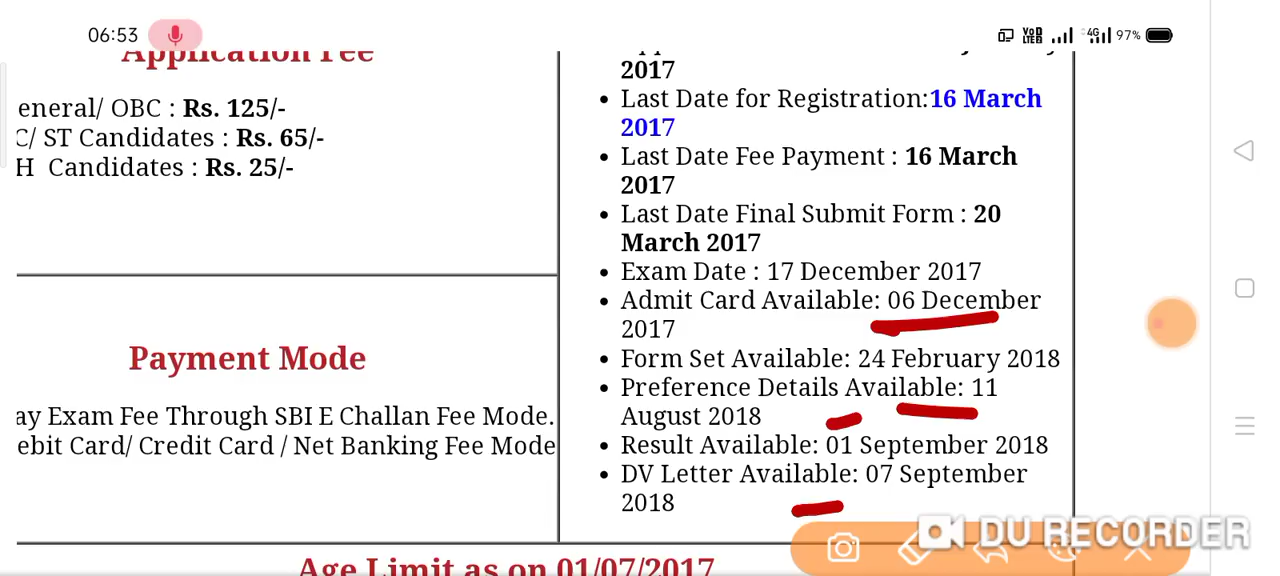 06:53
VoD LTED 4G 97%
Application Fee
2017
eneral/ OBC : Rs. 125/-
C/ ST Candidates : Rs. 65/-
H Candidates : Rs. 25/-
Last Date for Registration:16 March
2017
Last Date Fee Payment : 16 March
2017
Last Date Final Submit Form : 20
March 2017
Exam Date : 17 December 2017
Admit Card Available: 06 December
2017
Form Set Available: 24 February 2018
Preference Details Available: 11
August 2018
Result Available: 01 September 2018
DV Letter Available: 07 September
2018
Payment Mode
ay Exam Fee Through SBI E Challan Fee Mode.
ebit Card/ Credit Card / Net Banking Fee Mode
DU RECORDER
Age Limit as on 01/07/2017